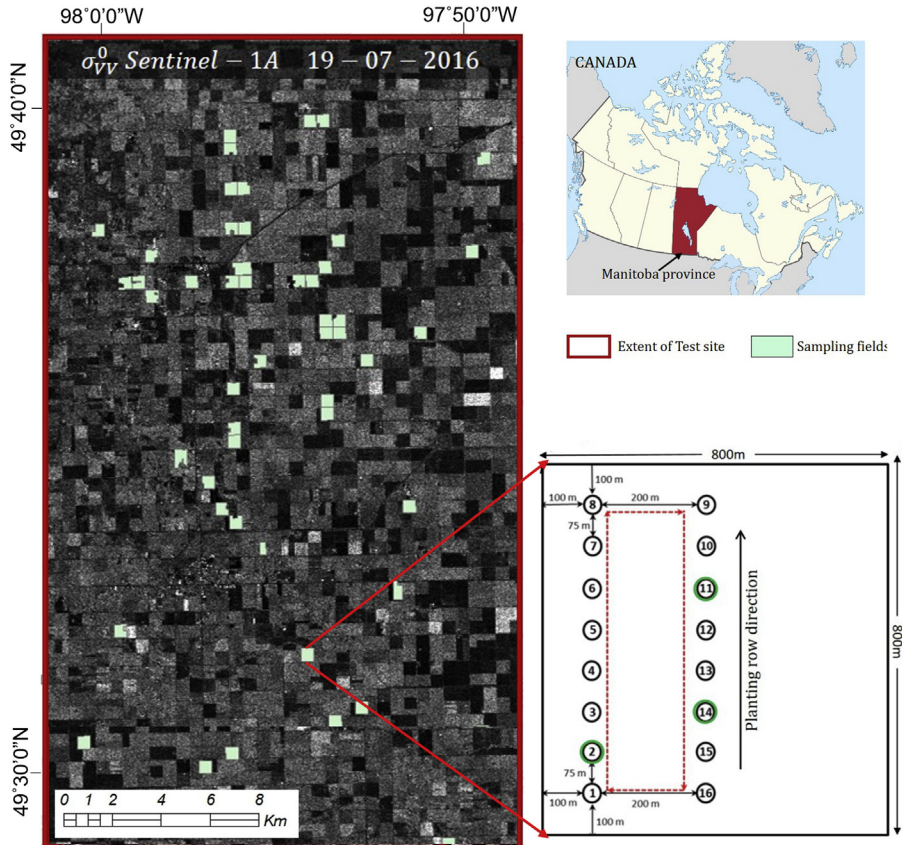 98°0'0"W
97°50'0"W
49°40'0"N
49°30'0"N
σ⁰VV Sentinel − 1A 19 − 07 − 2016
0 1 2 4 6 8
Km
CANADA
Manitoba province
Extent of Test site
Sampling fields
800m
100 m
100 m
8
200 m
9
75 m
7
10
6
11
5
12
4
13
3
14
2
15
75 m
1
16
100 m
200 m
100 m
Planting row direction
800m